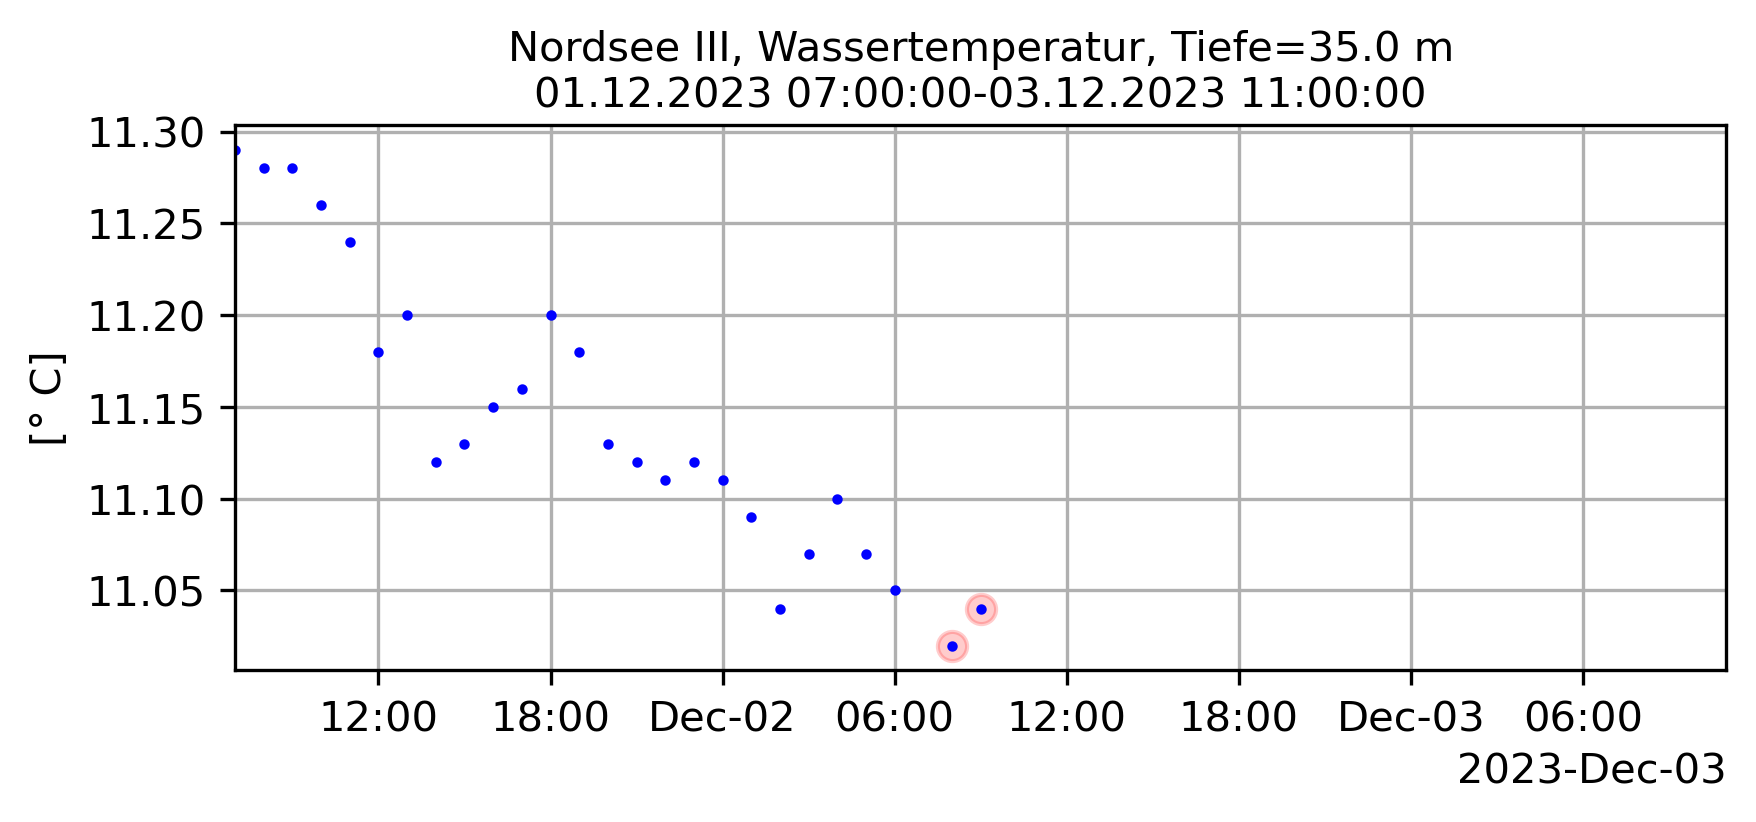 Nordsee III, Wassertemperatur, Tiefe=35.0 m
01.12.2023 07:00:00-03.12.2023 11:00:00
11.30
11.25
11.20
11.15
11.10
11.05
[° C]
12:00 18:00 Dec-02 06:00 12:00 18:00 Dec-03 06:00
2023-Dec-03